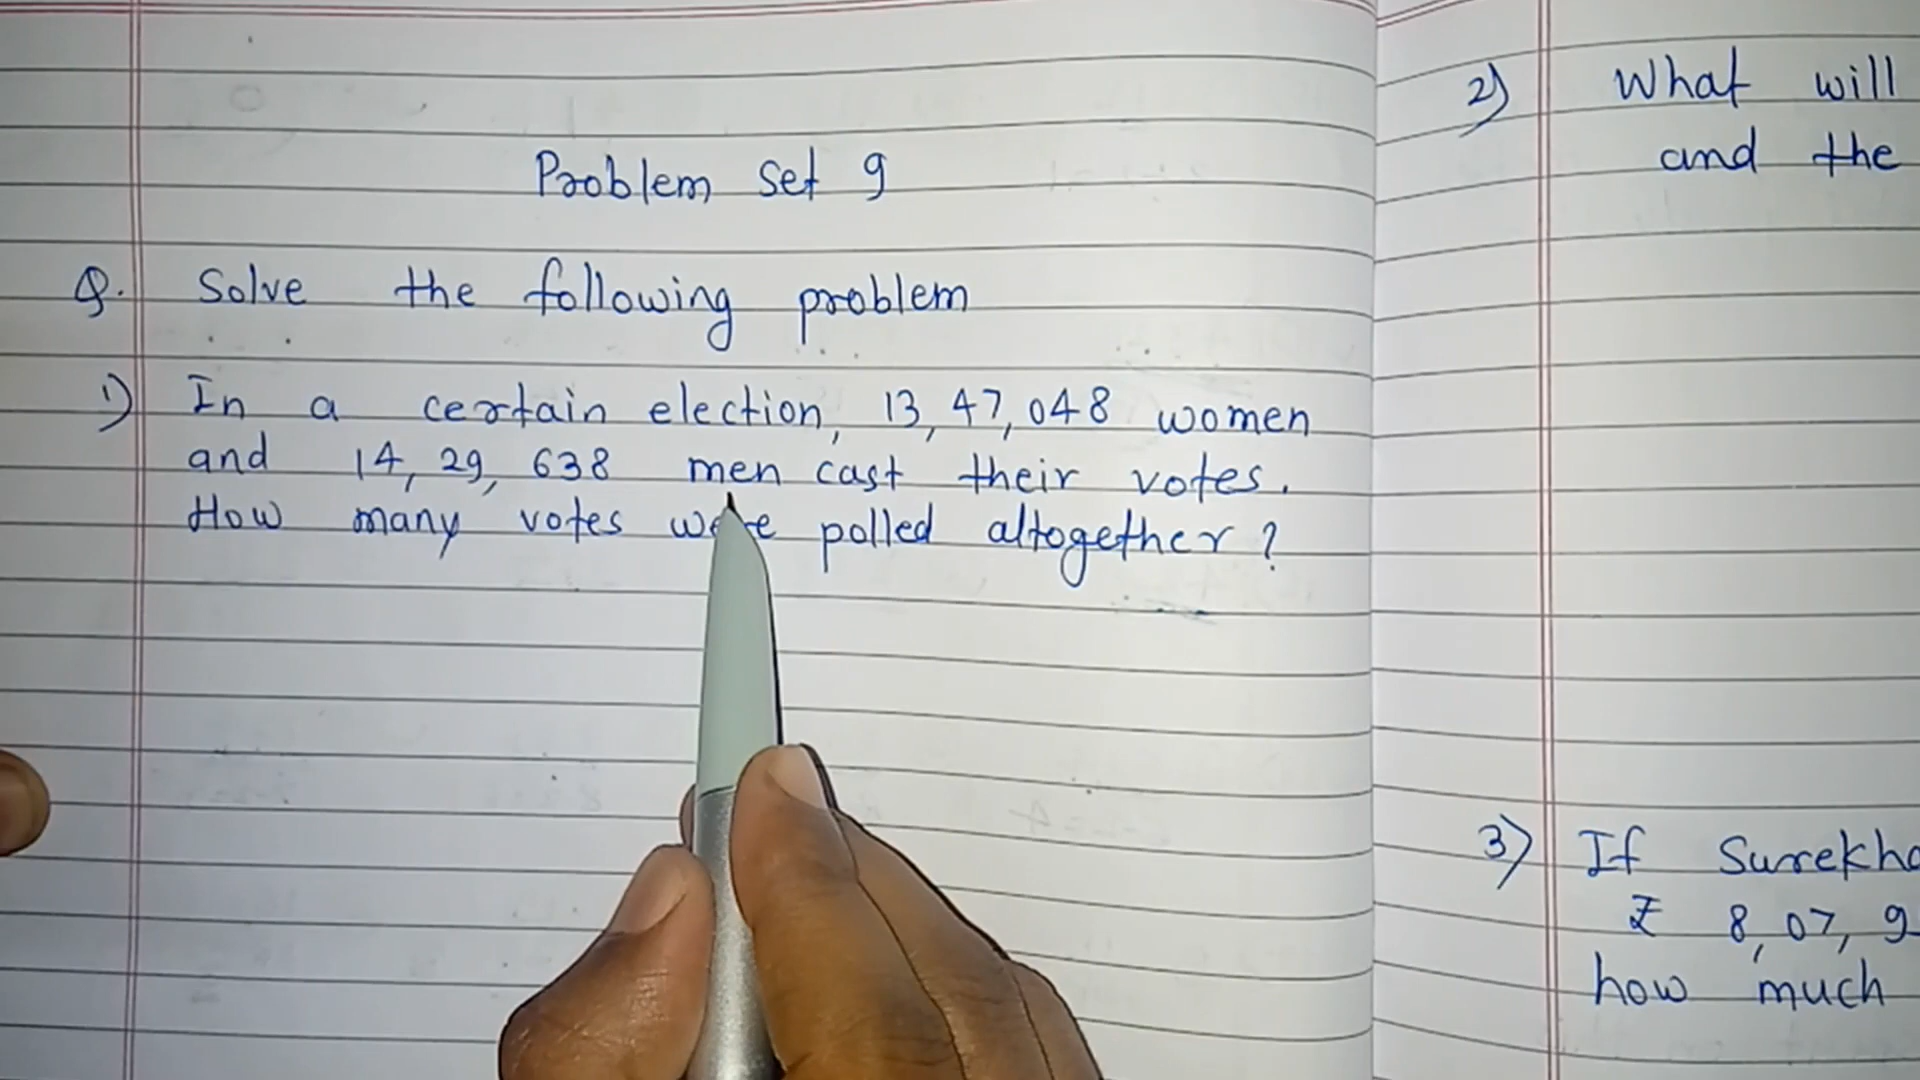 Problem Set 9
Q. Solve the following problem
1) In a certain election, 13, 47, 048 women
and 14, 29, 638 men cast their votes.
How many votes were polled altogether?
2) What will
and the
3) If Surekha
₹ 8, 07, 9
how much